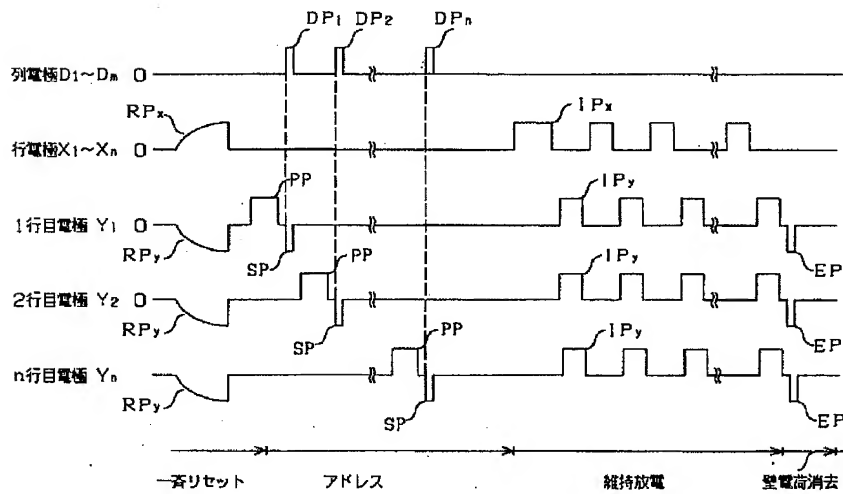 DP1 DP2 DPn
列電極D1~Dm 0
RPx IPx
行電極X1~Xn 0
PP IPy
1行目電極 Y1 0
RPy SP PP IPy EP
2行目電極 Y2 0
RPy SP PP IPy EP
n行目電極 Yn
RPy SP EP
一斉リセット アドレス 維持放電 壁電荷消去